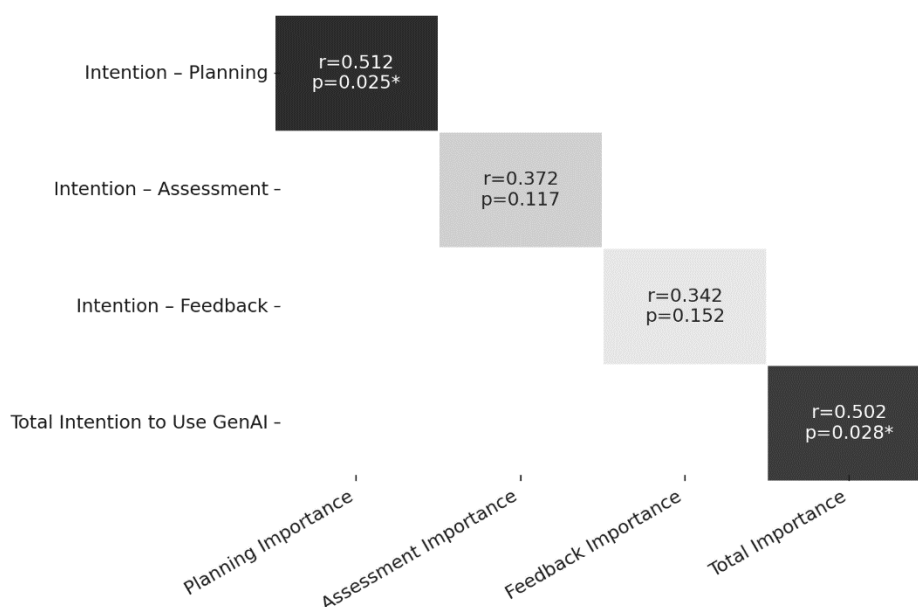 Intention – Planning
r=0.512
p=0.025*
Intention – Assessment
r=0.372
p=0.117
Intention – Feedback
r=0.342
p=0.152
Total Intention to Use GenAI
r=0.502
p=0.028*
Planning Importance
Assessment Importance
Feedback Importance
Total Importance